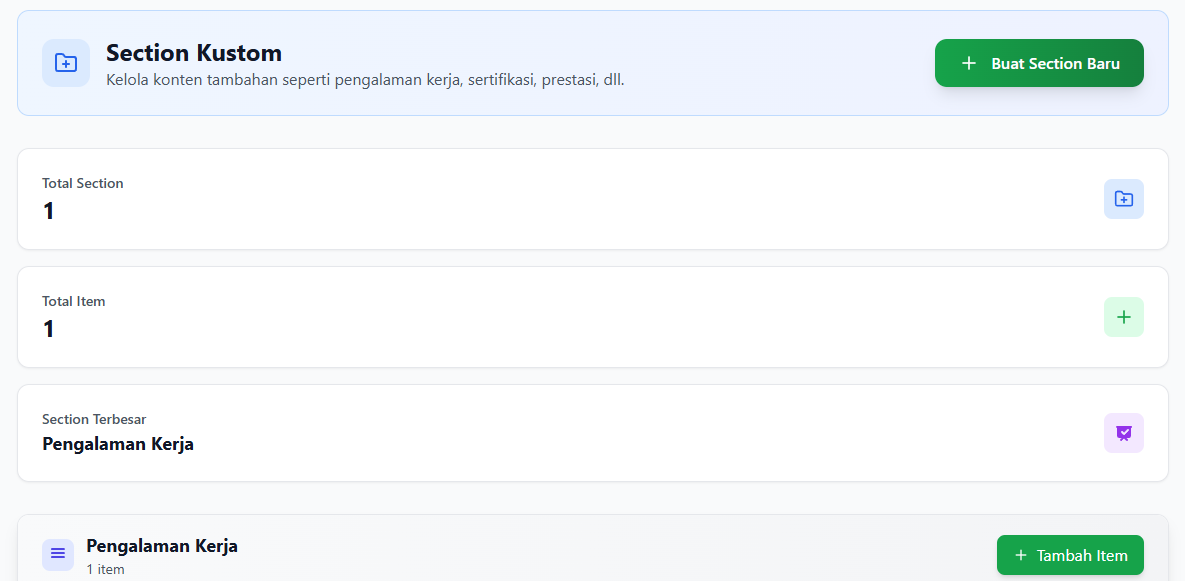 Section Kustom
Kelola konten tambahan seperti pengalaman kerja, sertifikasi, prestasi, dll.
Buat Section Baru
Total Section
1
Total Item
1
Section Terbesar
Pengalaman Kerja
Pengalaman Kerja
1 item
Tambah Item